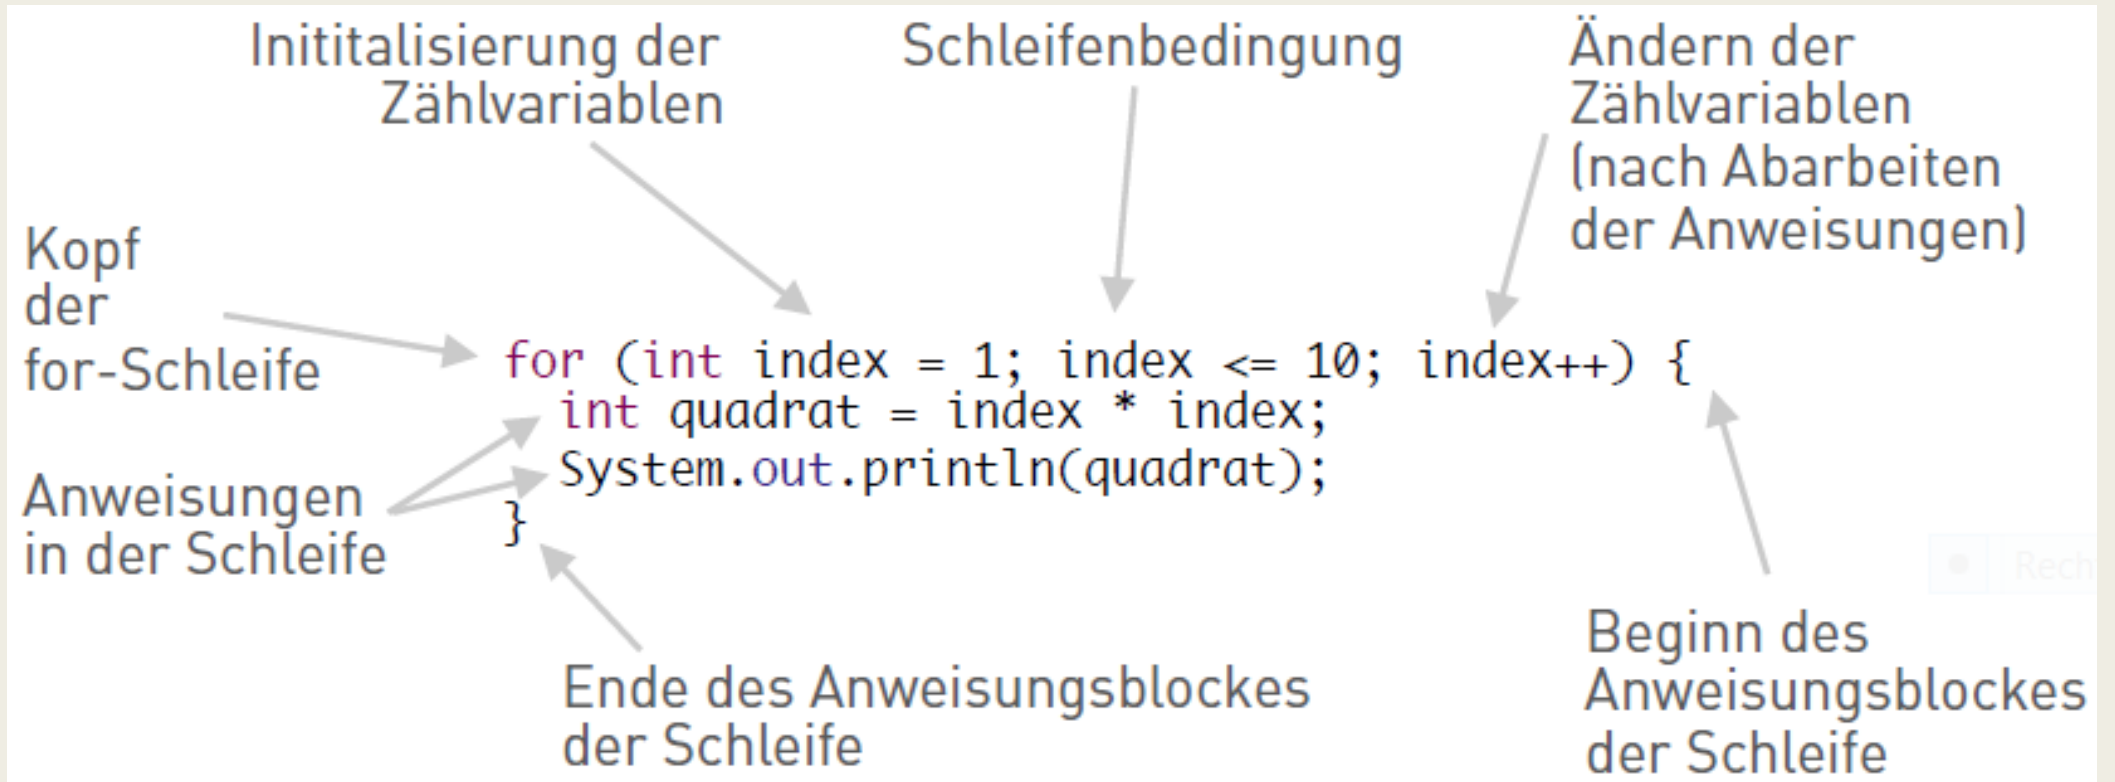 Inititalisierung der
Zählvariablen
Schleifenbedingung
Ändern der
Zählvariablen
(nach Abarbeiten
der Anweisungen)
Kopf
der
for-Schleife
for (int index = 1; index <= 10; index++) {
int quadrat = index * index;
System.out.println(quadrat);
}
Anweisungen
in der Schleife
Ende des Anweisungsblockes
der Schleife
Beginn des
Anweisungsblockes
der Schleife
Rech